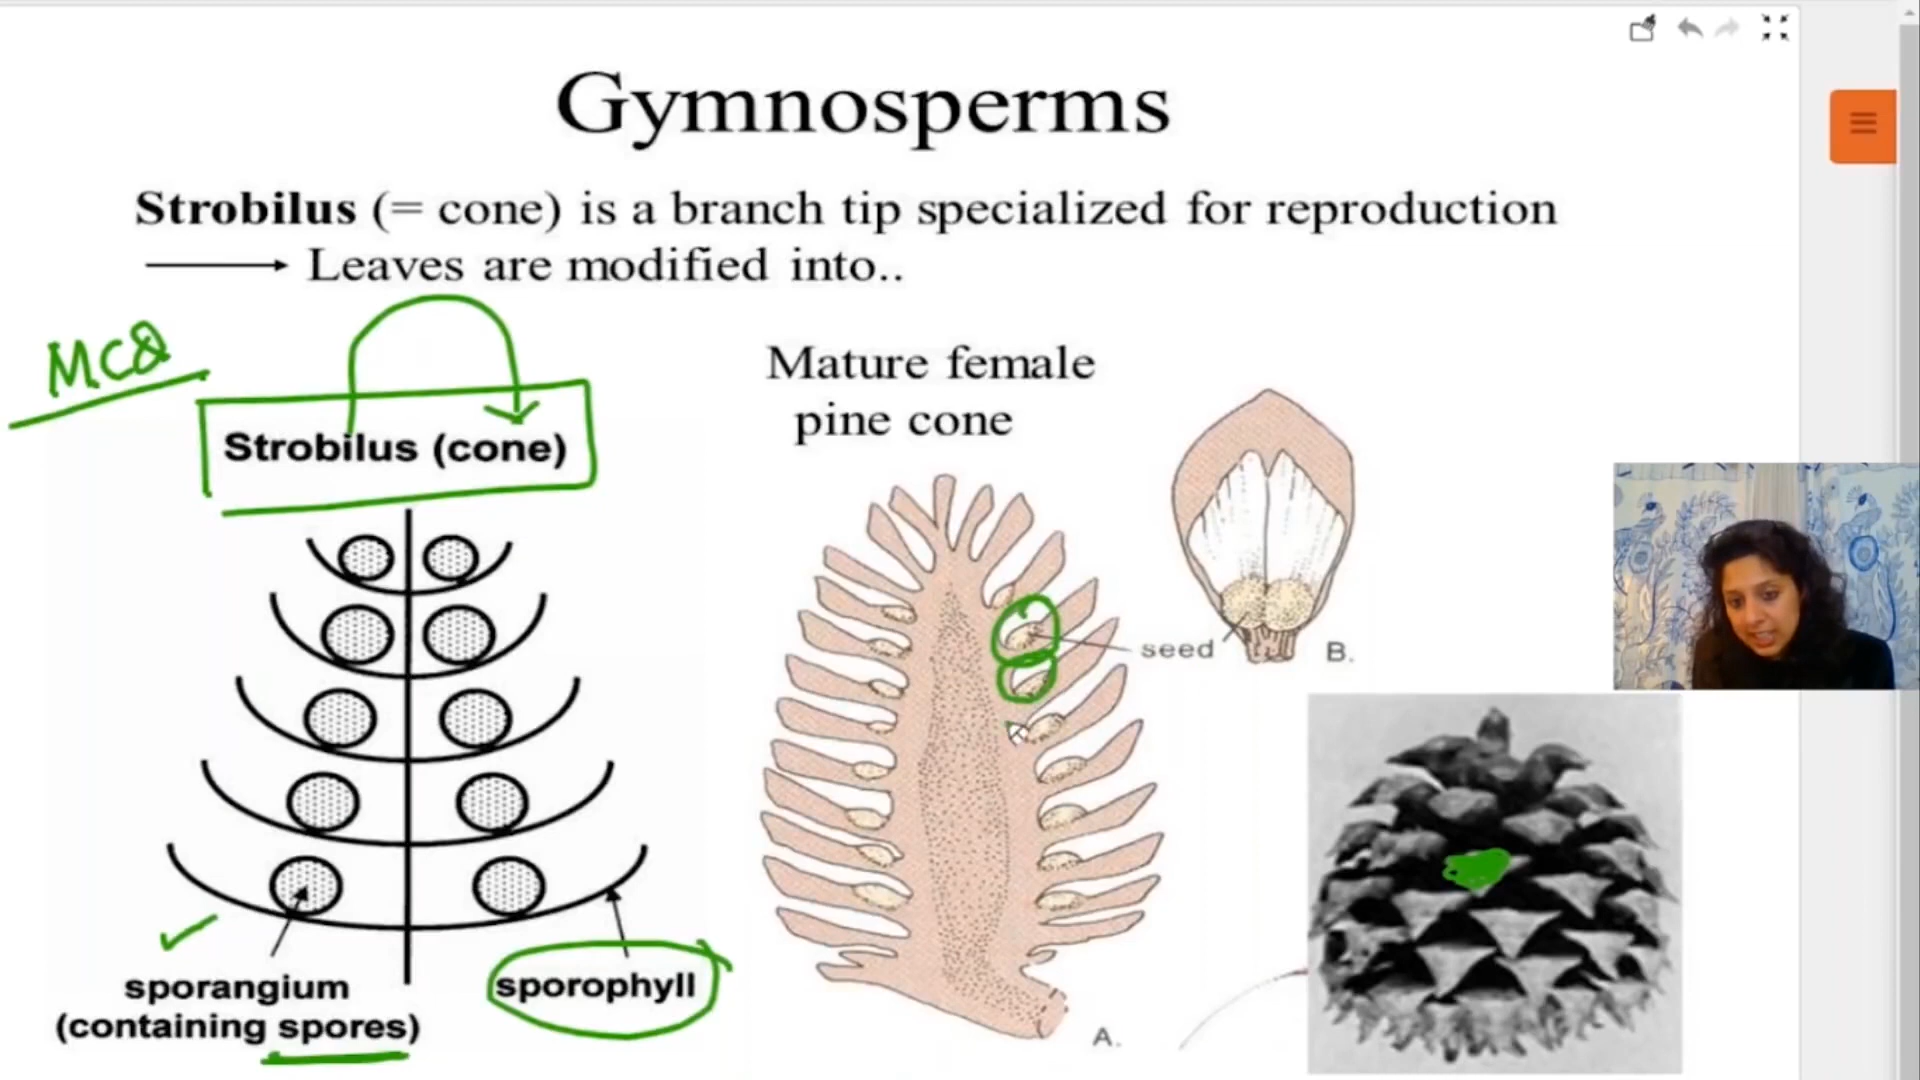 Gymnosperms
Strobilus (= cone) is a branch tip specialized for reproduction
Leaves are modified into..
MCQ
Strobilus (cone)
Mature female
pine cone
seed
B.
sporangium
(containing spores)
sporophyll
A.